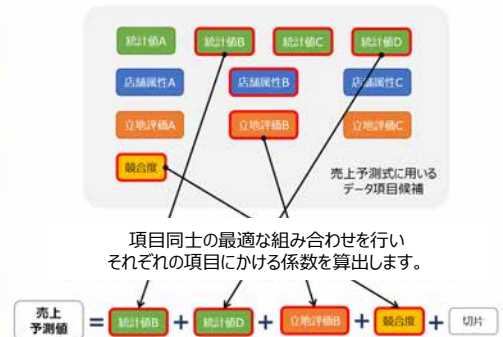 統計値A 統計値B 統計値C 統計値D
店舗属性A 店舗属性B 店舗属性C
立地評価A 立地評価B 立地評価C
競合度
売上予測式に用いる
データ項目候補
項目同士の最適な組み合わせを行い
それぞれの項目にかける係数を算出します。
売上
予測値 = 統計値B + 統計値D + 立地評価B + 競合度 + 切片